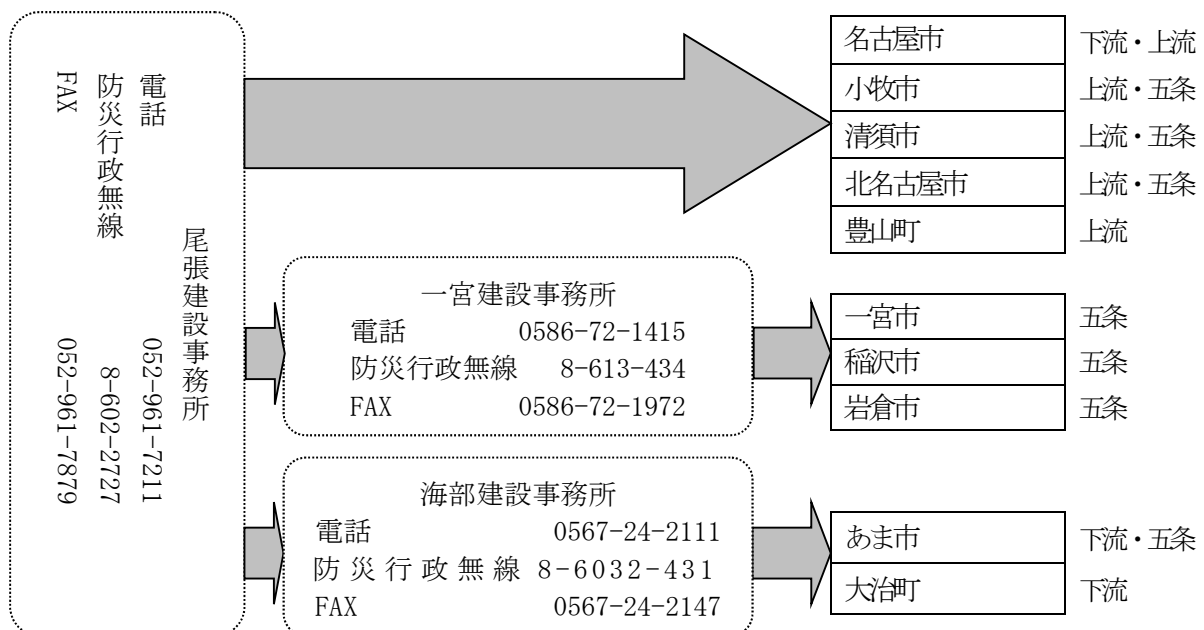 尾張建設事務所
電話 052-961-7211
防災行政無線 8-602-2727
FAX 052-961-7879
名古屋市 下流・上流
小牧市 上流・五条
清須市 上流・五条
北名古屋市 上流・五条
豊山町 上流
一宮建設事務所
電話 0586-72-1415
防災行政無線 8-613-434
FAX 0586-72-1972
一宮市 五条
稲沢市 五条
岩倉市 五条
海部建設事務所
電話 0567-24-2111
防災行政無線 8-6032-431
FAX 0567-24-2147
あま市 下流・五条
大治町 下流